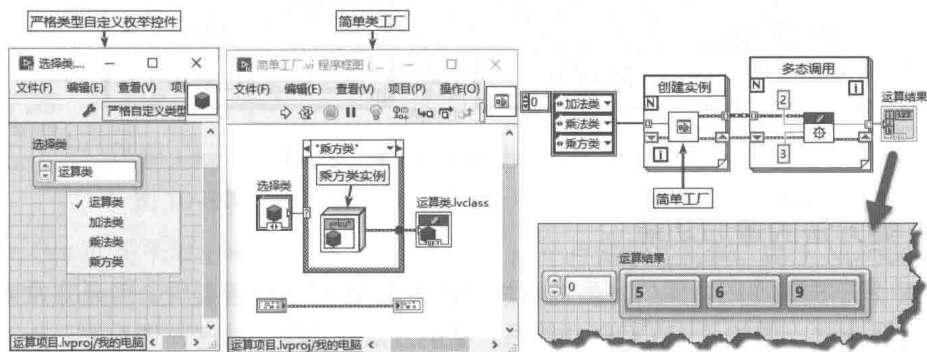 严格类型自定义枚举控件
选择类....
文件(F) 编辑(E) 查看(V) 项目
严格自定义类型
选择类
运算类
✓ 运算类
加法类
乘法类
乘方类
运算项目.lvproj/我的电脑
简单类工厂
简单工厂.vi 程序框图 (...
文件(F) 编辑(E) 查看(V) 项目(P) 操作(O)
"乘方类"
乘方类实例
选择类
运算类.lvclass
运算项目.lvproj/我的电脑
0
加法类
乘法类
乘方类
创建实例
N
i
简单工厂
多态调用
N
i
2
3
运算结果
运算结果
0
5
6
9